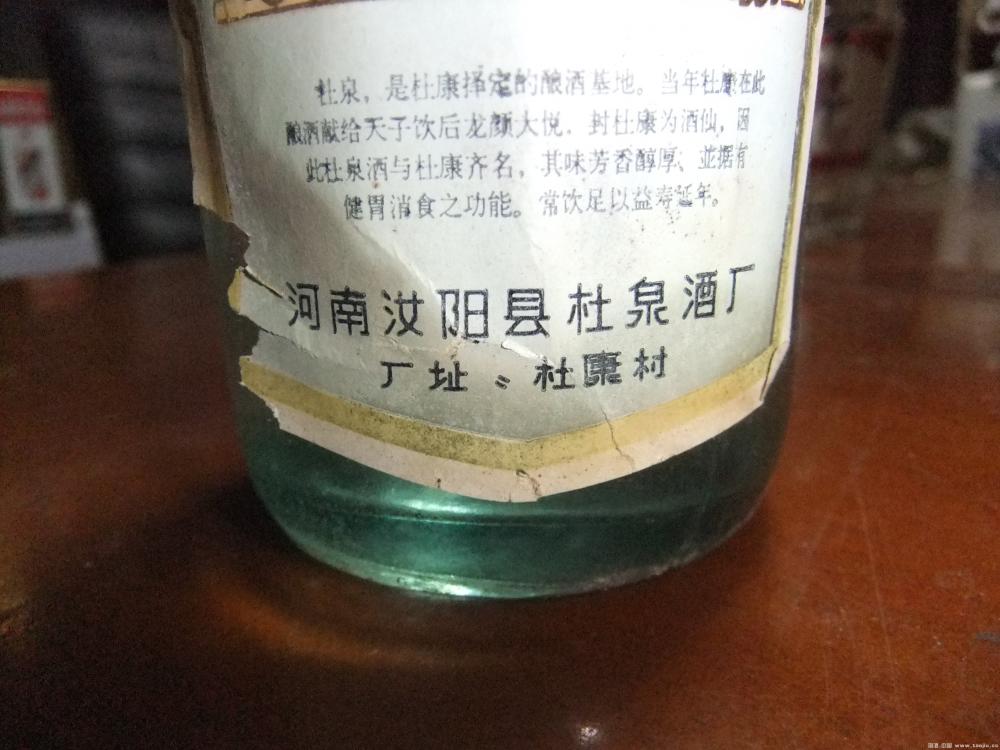 杜泉，是杜康择定的酿酒基地。当年杜康在此
酿酒献给天子饮后龙颜大悦，封杜康为酒仙，因
此杜泉酒与杜康齐名，其味芳香醇厚、並据有
健胃消食之功能。常饮足以益寿延年。
河南汝阳县杜泉酒厂
厂址：杜康村